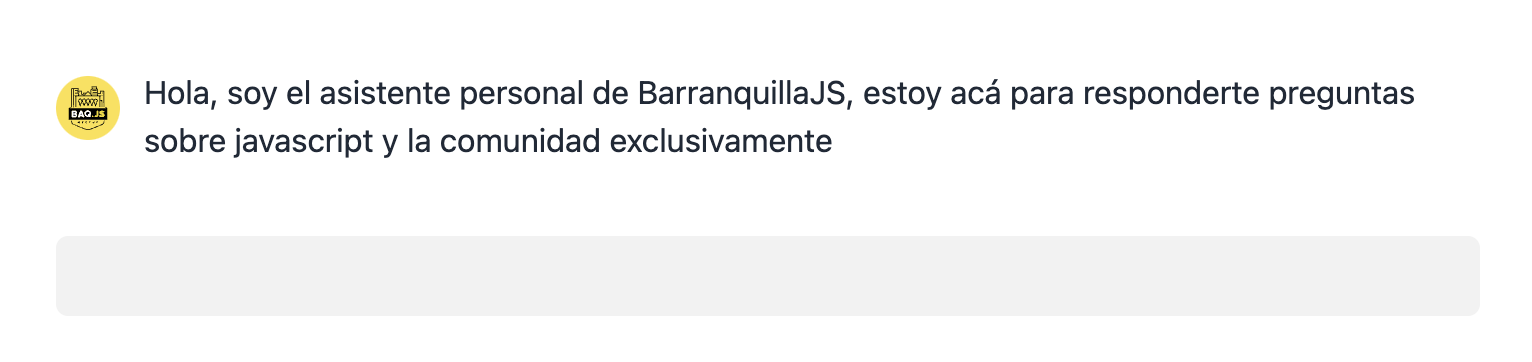 BAQ.JS
Hola, soy el asistente personal de BarranquillaJS, estoy acá para responderte preguntas
sobre javascript y la comunidad exclusivamente